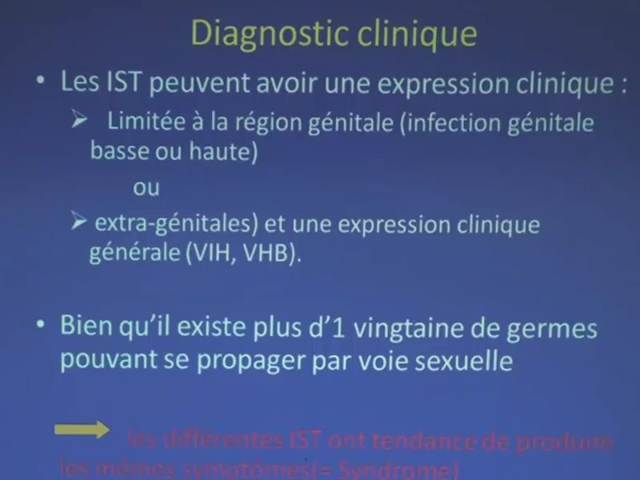 Diagnostic clinique
• Les IST peuvent avoir une expression clinique :
➢ Limitée à la région génitale (infection génitale
basse ou haute)
ou
➢ extra-génitales) et une expression clinique
générale (VIH, VHB).
• Bien qu’il existe plus d’1 vingtaine de germes
pouvant se propager par voie sexuelle
les différentes IST ont tendance de produire
les mêmes symptômes(= Syndrome)